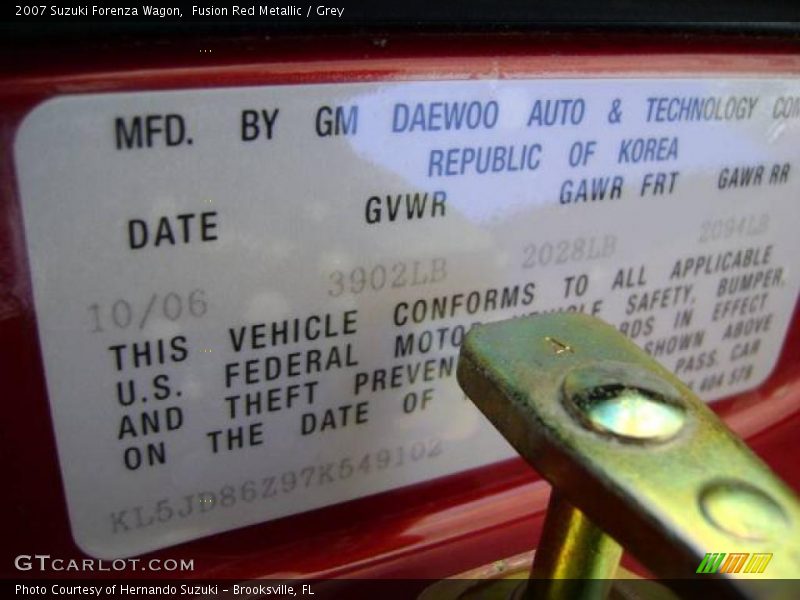 2007 Suzuki Forenza Wagon, Fusion Red Metallic / Grey
MFD. BY GM DAEWOO AUTO & TECHNOLOGY
REPUBLIC OF KOREA
DATE GVWR GAWR FRT GAWR RR
10/06 3902LB 2028LB 2094LB
THIS VEHICLE CONFORMS TO ALL APPLICABLE
U.S. FEDERAL MOTOR VEHICLE SAFETY, BUMPER,
AND THEFT IN EFFECT
ON THE DATE OF SHOWN ABOVE
PASS. CAR
KL5JD86Z97K549102
GTCARLOT.COM
Photo Courtesy of Hernando Suzuki - Brooksville, FL